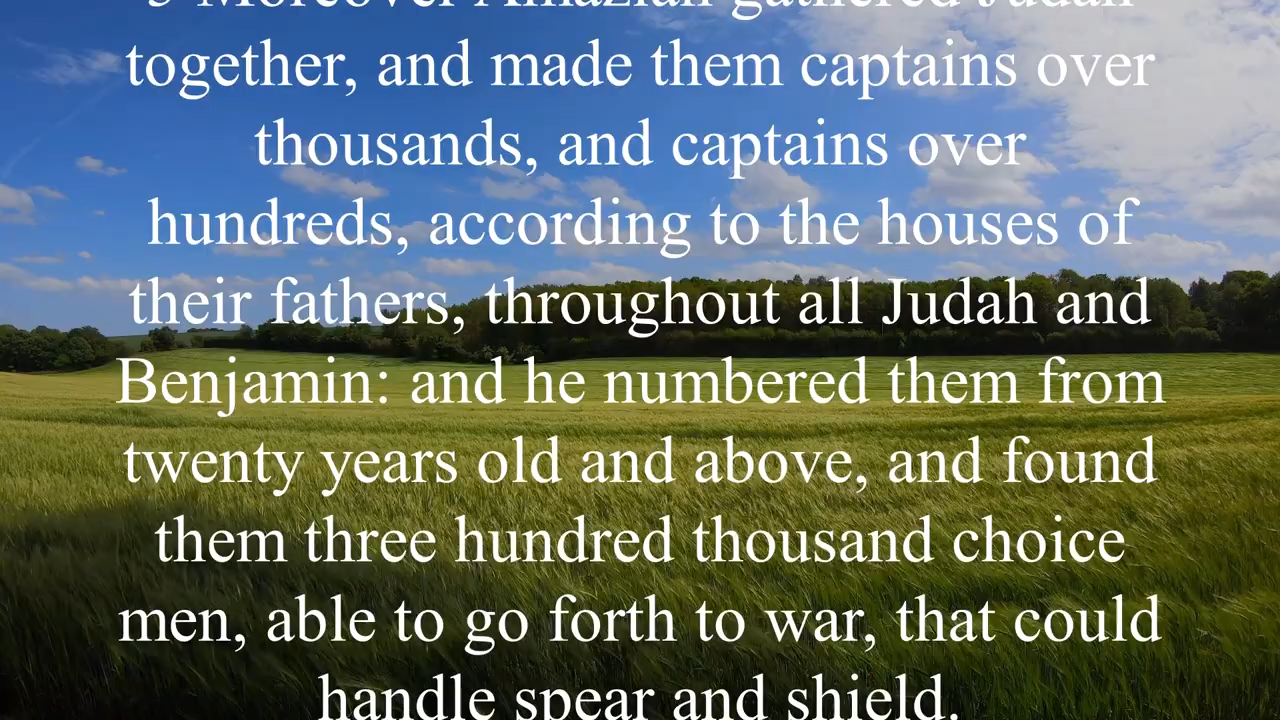 5 Moreover Amaziah gathered Judah
together, and made them captains over
thousands, and captains over
hundreds, according to the houses of
their fathers, throughout all Judah and
Benjamin: and he numbered them from
twenty years old and above, and found
them three hundred thousand choice
men, able to go forth to war, that could
handle spear and shield.